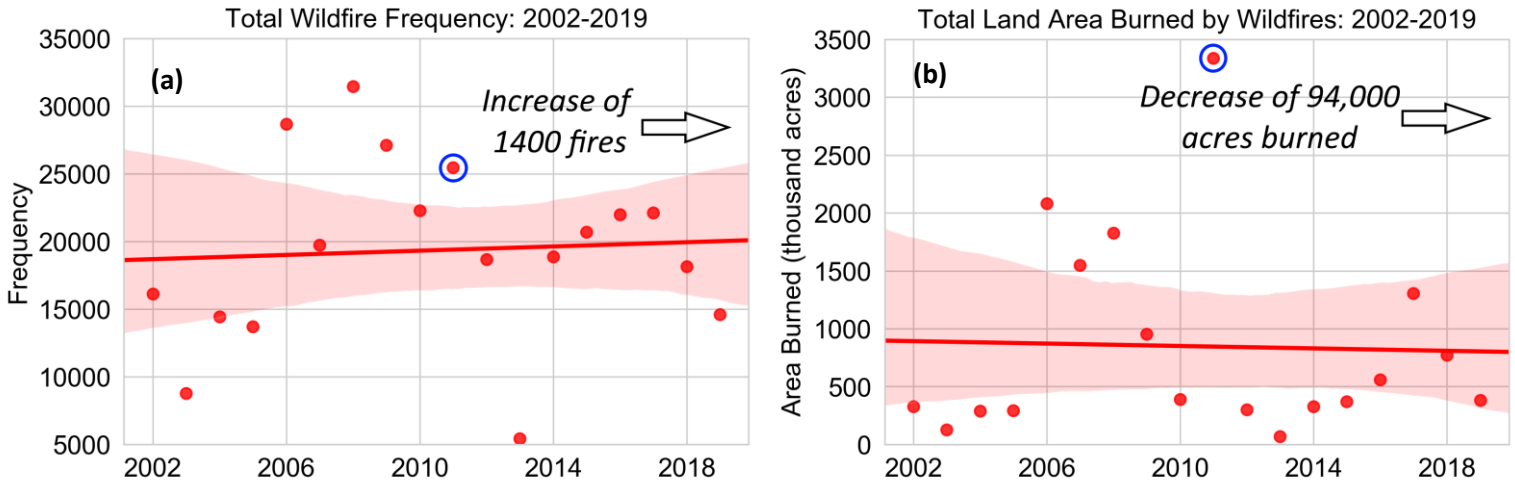 Total Wildfire Frequency: 2002-2019
(a)
Increase of
1400 fires
Frequency
35000
30000
25000
20000
15000
10000
5000
2002 2006 2010 2014 2018
Total Land Area Burned by Wildfires: 2002-2019
(b)
Decrease of 94,000
acres burned
Area Burned (thousand acres)
3500
3000
2500
2000
1500
1000
500
0
2002 2006 2010 2014 2018